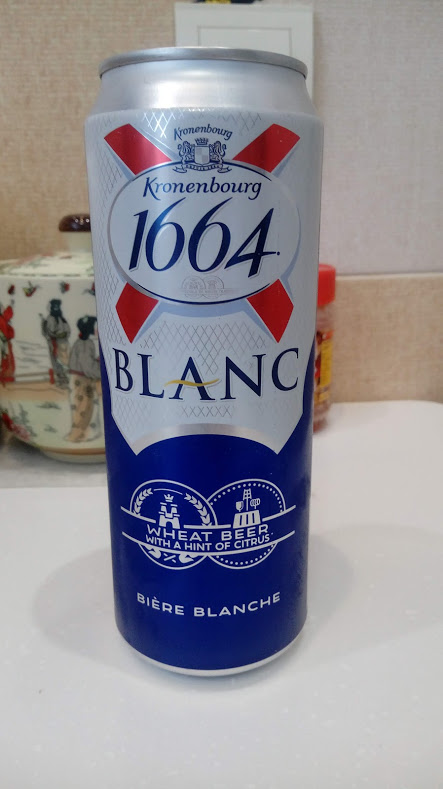 Kronenbourg
Kronenbourg
1664
BLANC
WHEAT BEER
WITH A HINT OF CITRUS
BIÈRE BLANCHE